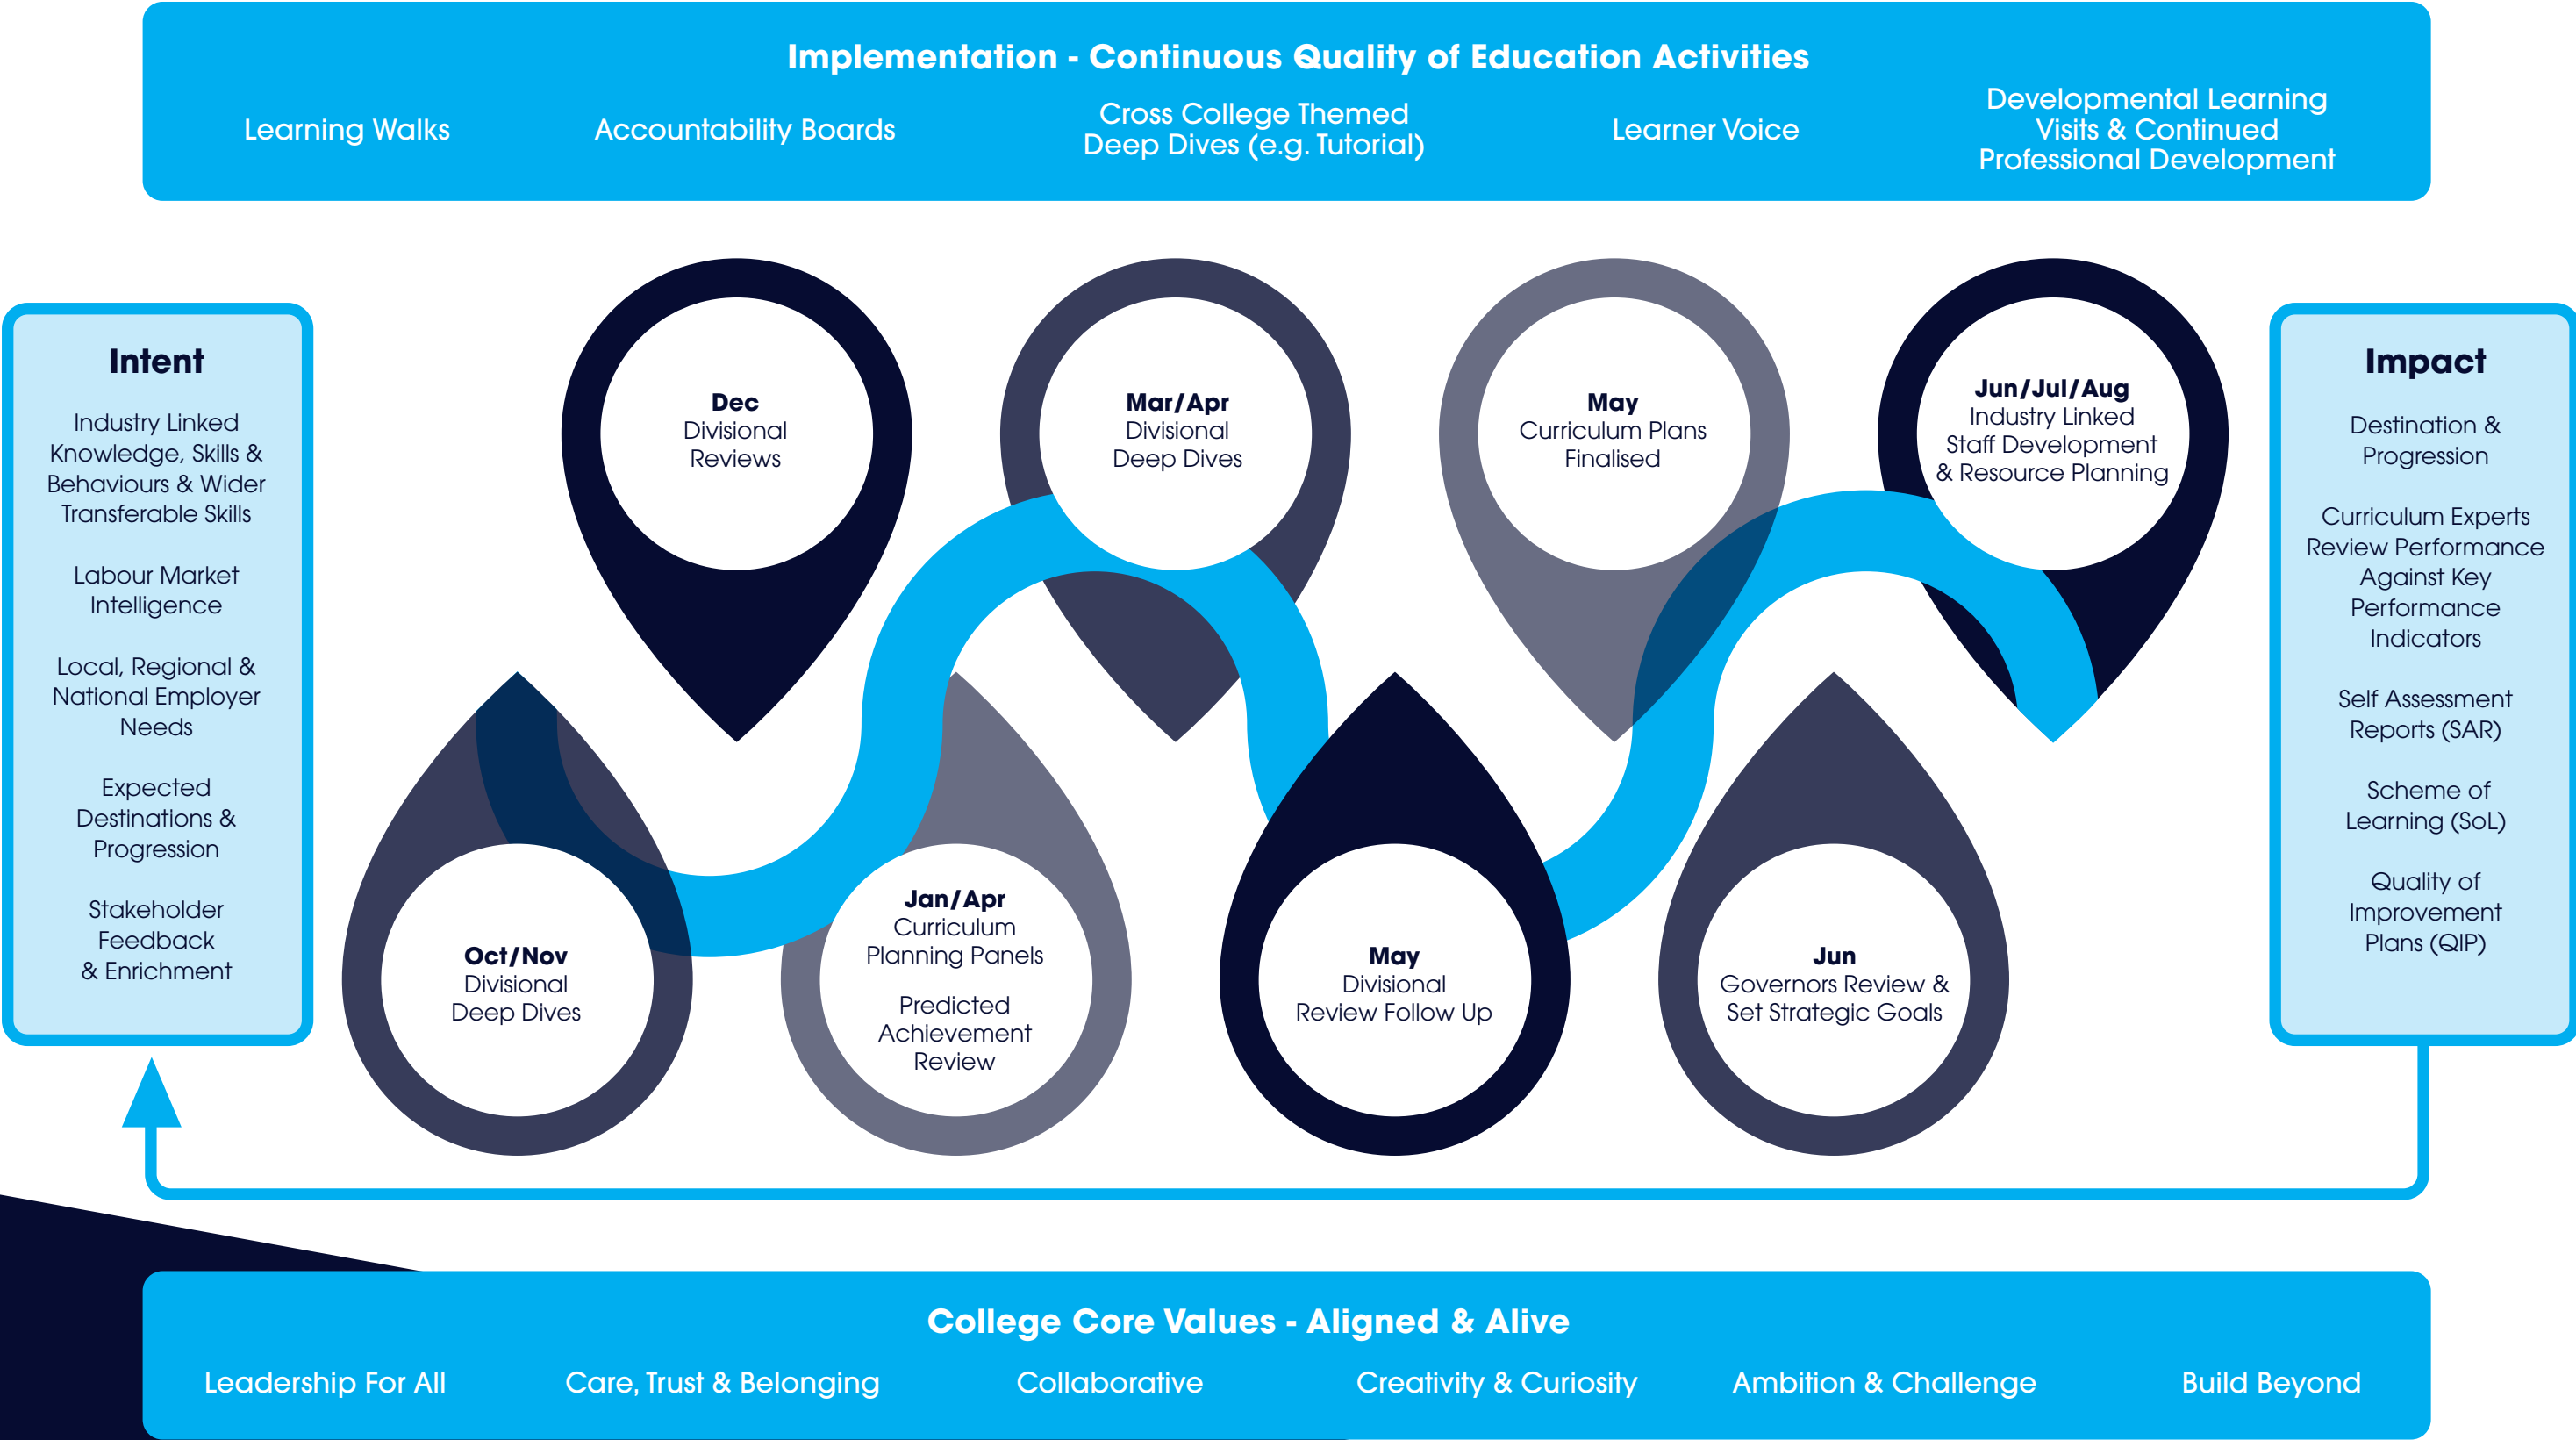 Implementation - Continuous Quality of Education Activities
Learning Walks
Accountability Boards
Cross College Themed
Deep Dives (e.g. Tutorial)
Learner Voice
Developmental Learning
Visits & Continued
Professional Development
Intent
Industry Linked
Knowledge, Skills &
Behaviours & Wider
Transferable Skills
Labour Market
Intelligence
Local, Regional &
National Employer
Needs
Expected
Destinations &
Progression
Stakeholder
Feedback
& Enrichment
Oct/Nov
Divisional
Deep Dives
Dec
Divisional
Reviews
Jan/Apr
Curriculum
Planning Panels
Predicted
Achievement
Review
Mar/Apr
Divisional
Deep Dives
May
Divisional
Review Follow Up
May
Curriculum Plans
Finalised
Jun
Governors Review &
Set Strategic Goals
Jun/Jul/Aug
Industry Linked
Staff Development
& Resource Planning
Impact
Destination &
Progression
Curriculum Experts
Review Performance
Against Key
Performance
Indicators
Self Assessment
Reports (SAR)
Scheme of
Learning (SoL)
Quality of
Improvement
Plans (QIP)
College Core Values - Aligned & Alive
Leadership For All
Care, Trust & Belonging
Collaborative
Creativity & Curiosity
Ambition & Challenge
Build Beyond